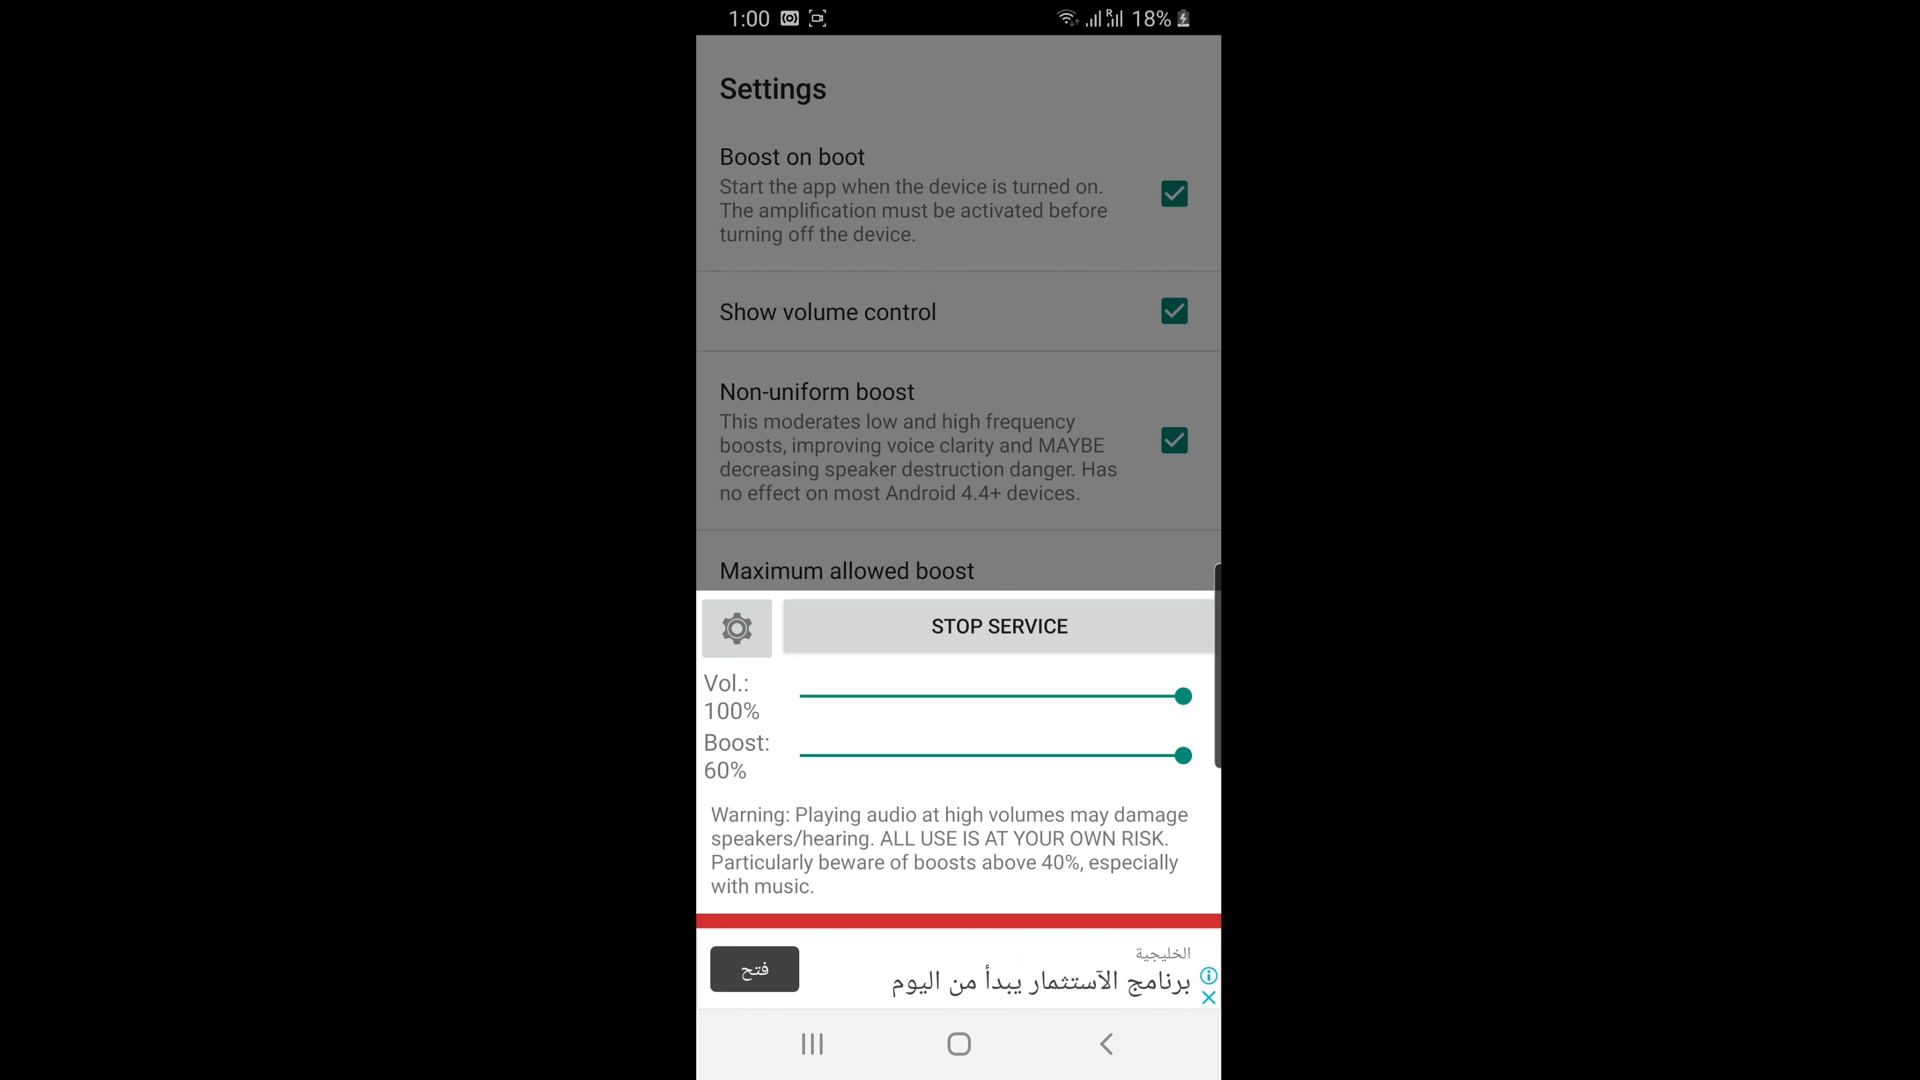 1:00
18%
Settings
Boost on boot
Start the app when the device is turned on.
The amplification must be activated before
turning off the device.
Show volume control
Non-uniform boost
This moderates low and high frequency
boosts, improving voice clarity and MAYBE
decreasing speaker destruction danger. Has
no effect on most Android 4.4+ devices.
Maximum allowed boost
STOP SERVICE
Vol.:
100%
Boost:
60%
Warning: Playing audio at high volumes may damage
speakers/hearing. ALL USE IS AT YOUR OWN RISK.
Particularly beware of boosts above 40%, especially
with music.
الخليجية
برنامج الآستثمار يبدأ من اليوم
فتح